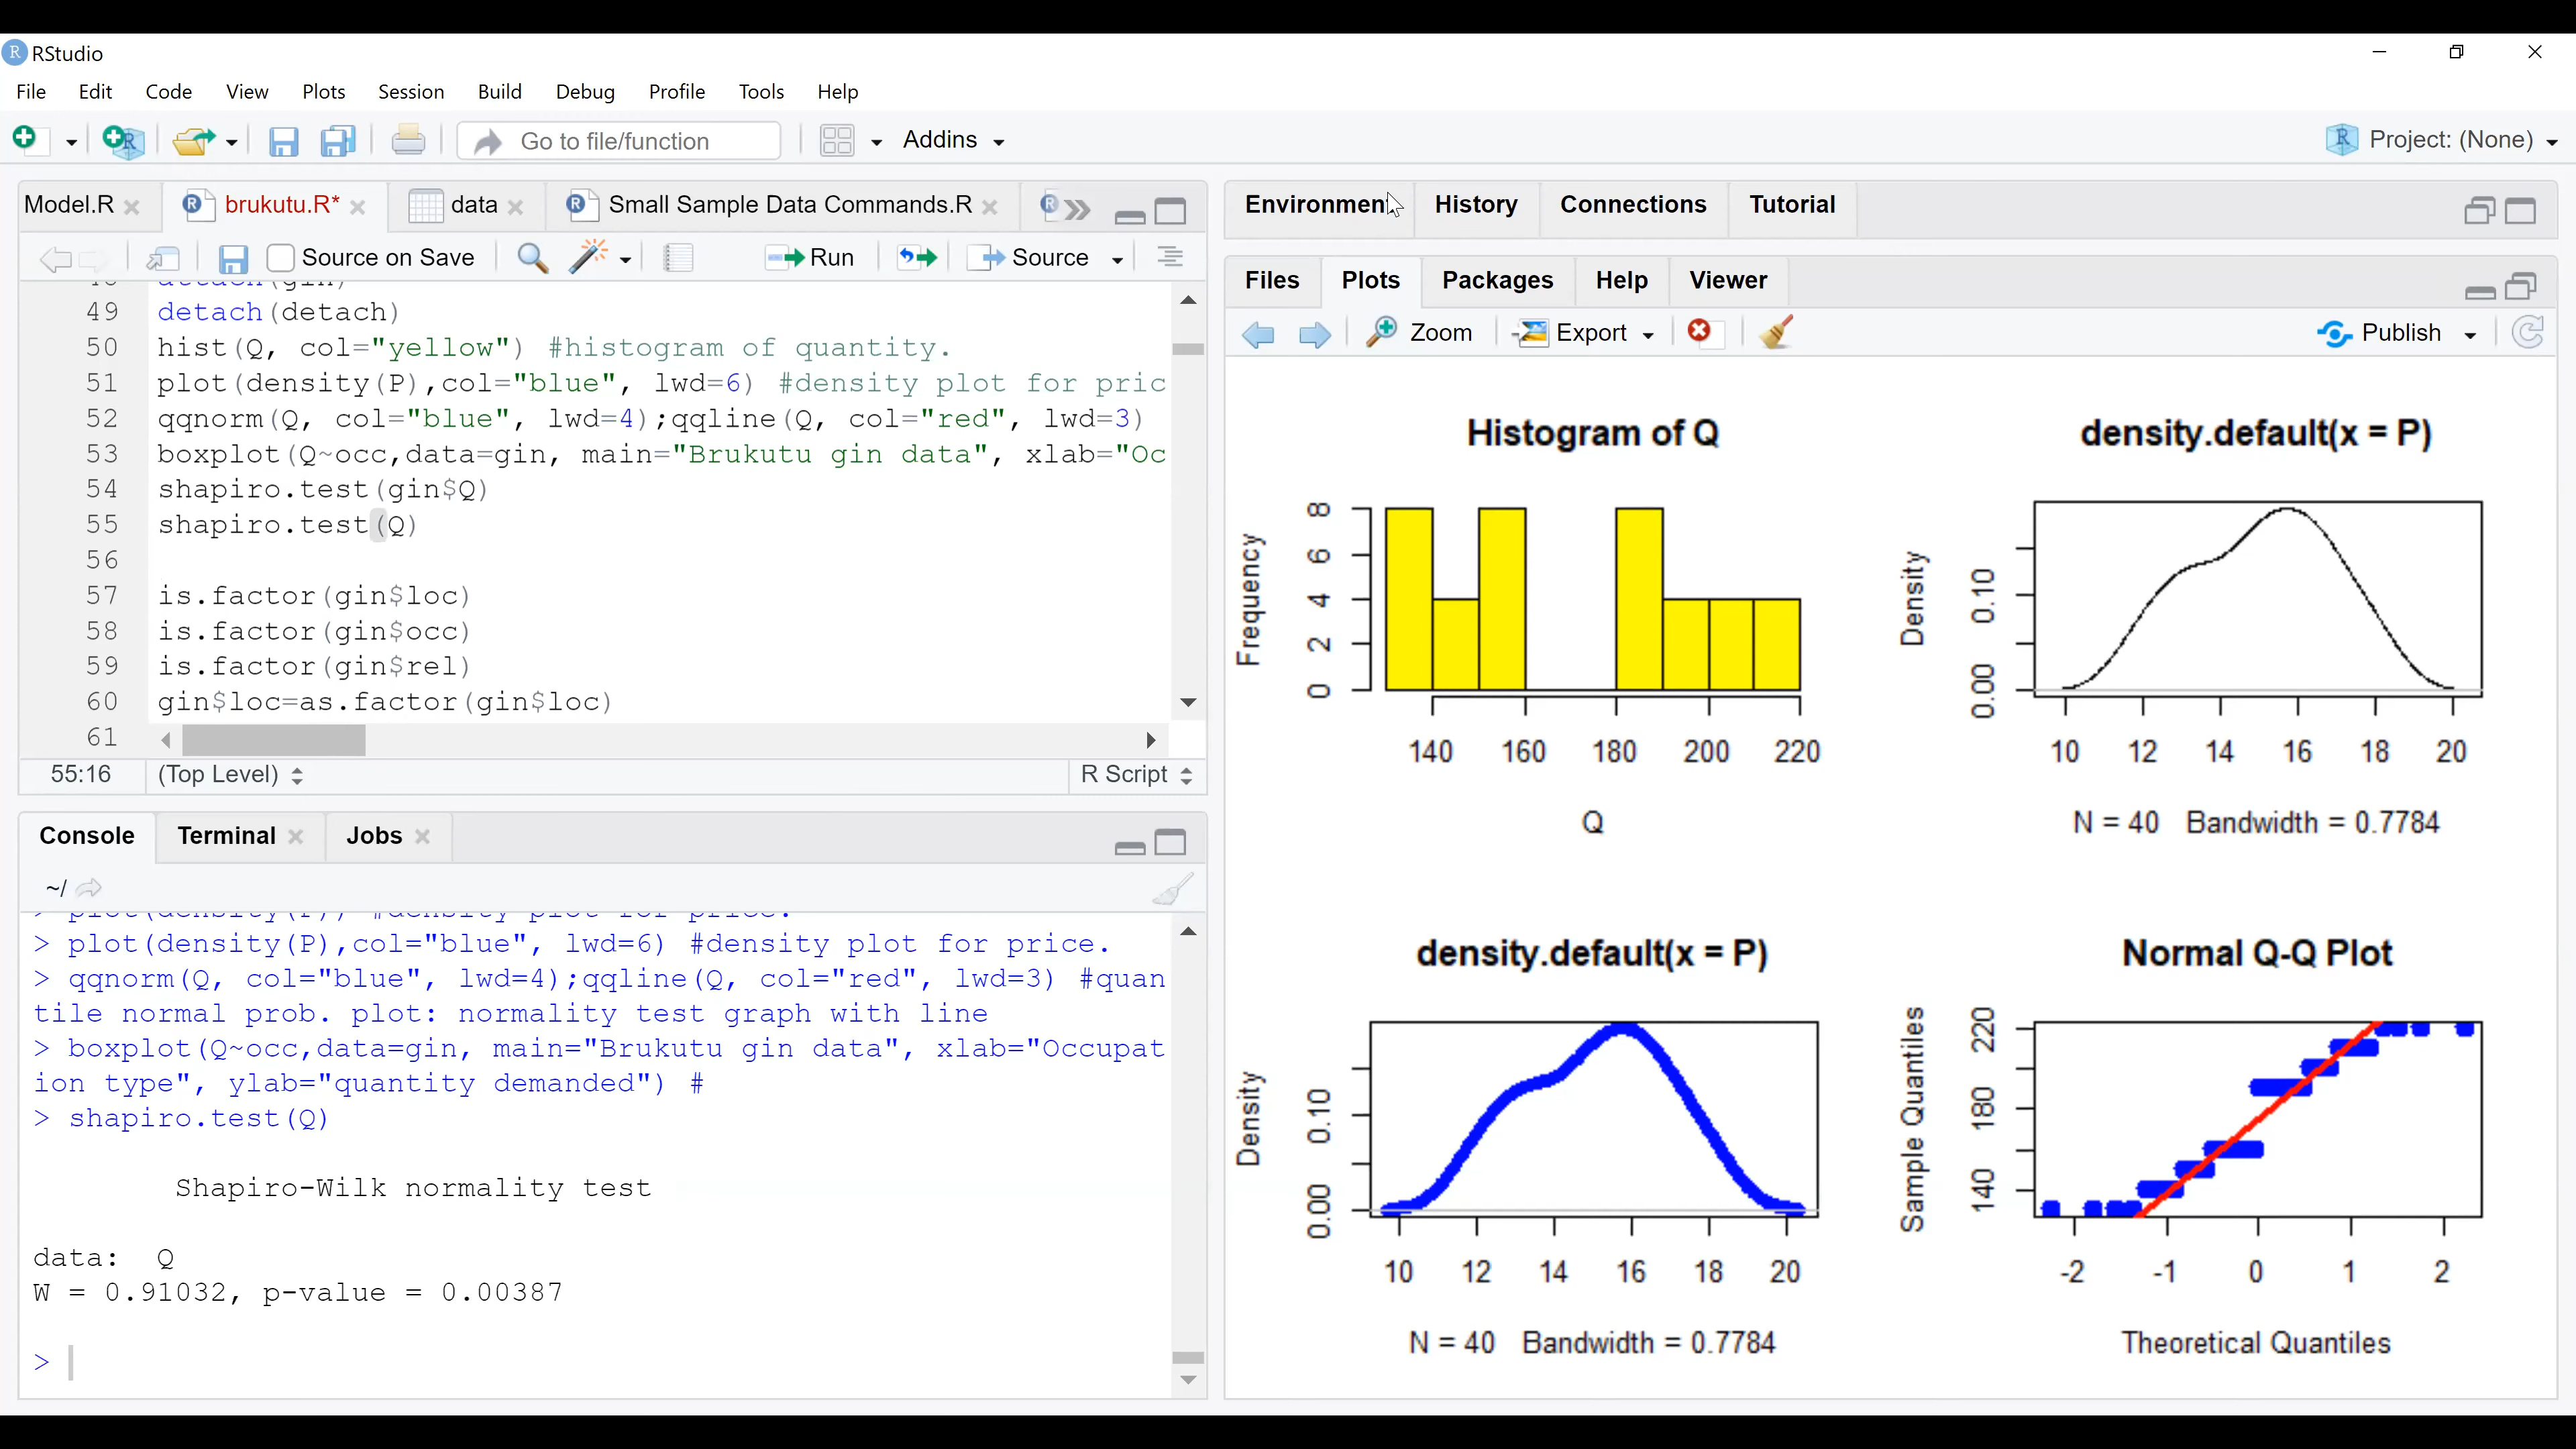 RStudio
File Edit Code View Plots Session Build Debug Profile Tools Help
Go to file/function Addins Project: (None)
Model.R brukutu.R* data Small Sample Data Commands.R
Source on Save Run Source
49 detach(detach)
50 hist(Q, col="yellow") #histogram of quantity.
51 plot(density(P),col="blue", lwd=6) #density plot for pric
52 qqnorm(Q, col="blue", lwd=4);qqline(Q, col="red", lwd=3)
53 boxplot(Q~occ,data=gin, main="Brukutu gin data", xlab="Oc
54 shapiro.test(gin$Q)
55 shapiro.test(Q)
56
57 is.factor(gin$loc)
58 is.factor(gin$occ)
59 is.factor(gin$rel)
60 gin$loc=as.factor(gin$loc)
61
55:16 (Top Level) R Script
Console Terminal Jobs
~/
> plot(density(P)) #density plot for price.
> plot(density(P),col="blue", lwd=6) #density plot for price.
> qqnorm(Q, col="blue", lwd=4);qqline(Q, col="red", lwd=3) #quan
tile normal prob. plot: normality test graph with line
> boxplot(Q~occ,data=gin, main="Brukutu gin data", xlab="Occupat
ion type", ylab="quantity demanded") #
> shapiro.test(Q)
Shapiro-Wilk normality test
data: Q
W = 0.91032, p-value = 0.00387
>
Environment History Connections Tutorial
Files Plots Packages Help Viewer
Zoom Export Publish
Histogram of Q
Frequency
8
6
4
2
0
140 160 180 200 220
Q
density.default(x = P)
Density
0.10
0.00
10 12 14 16 18 20
N = 40 Bandwidth = 0.7784
density.default(x = P)
Density
0.10
0.00
10 12 14 16 18 20
N = 40 Bandwidth = 0.7784
Normal Q-Q Plot
Sample Quantiles
220
180
140
-2 -1 0 1 2
Theoretical Quantiles